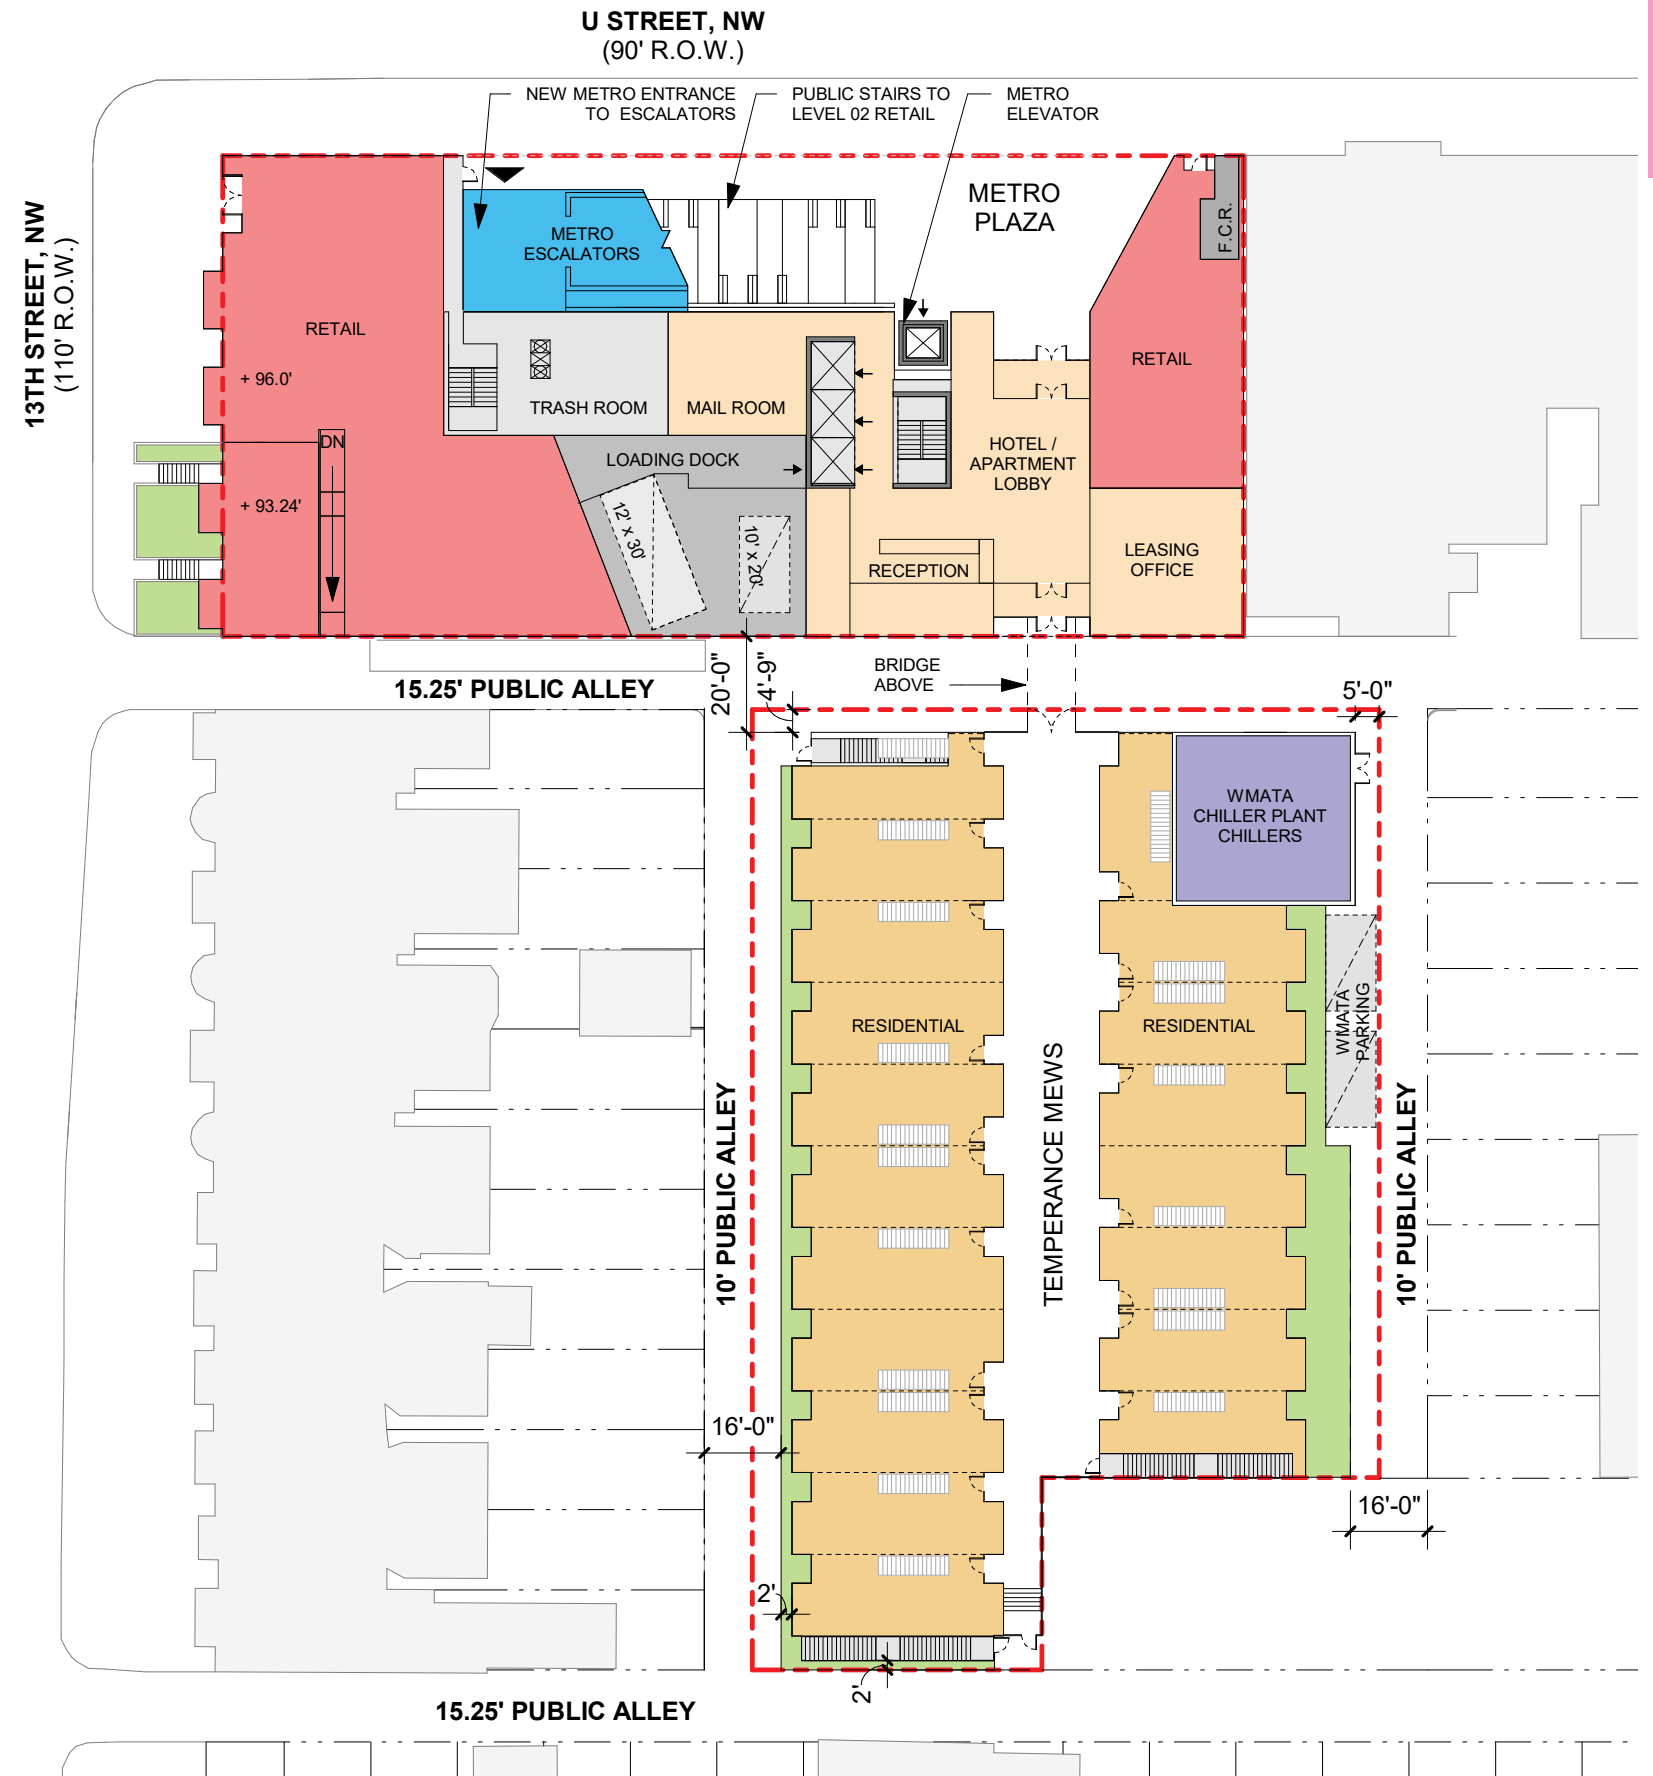 U STREET, NW
(90' R.O.W.)
NEW METRO ENTRANCE
TO ESCALATORS
PUBLIC STAIRS TO
LEVEL 02 RETAIL
METRO
ELEVATOR
13TH STREET, NW
(110' R.O.W.)
METRO
PLAZA
F.C.R.
METRO
ESCALATORS
RETAIL
RETAIL
+ 96.0'
TRASH ROOM
MAIL ROOM
DN
LOADING DOCK
HOTEL /
APARTMENT
LOBBY
+ 93.24'
12' x 30'
10' x 20'
RECEPTION
LEASING
OFFICE
15.25' PUBLIC ALLEY
20'-0"
4'-9"
BRIDGE
ABOVE
5'-0"
WMATA
CHILLER PLANT
CHILLERS
RESIDENTIAL
RESIDENTIAL
WMATA
PARKING
10' PUBLIC ALLEY
TEMPERANCE MEWS
10' PUBLIC ALLEY
16'-0"
16'-0"
2'
2'
15.25' PUBLIC ALLEY